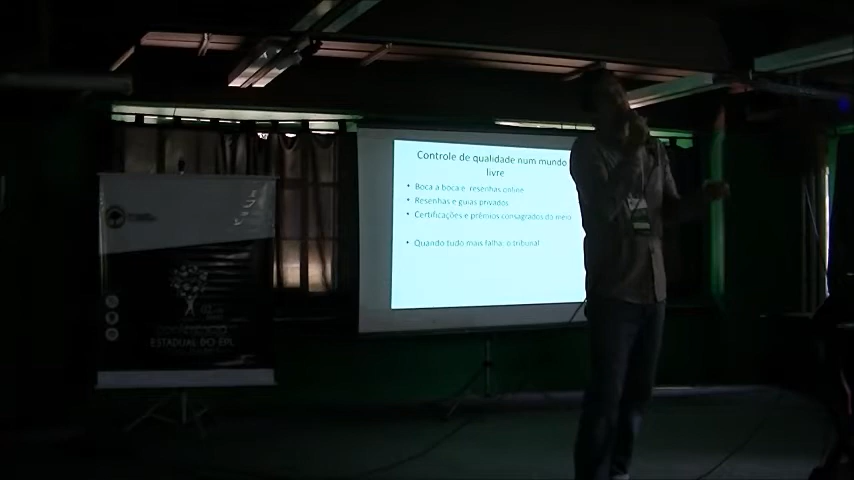 Controle de qualidade num mundo
livre
• Boca a boca e resenhas online
• Resenhas e guias privados
• Certificações e prêmios consagrados do meio
• Quando tudo mais falha: o tribunal
ESTADUAL DO EPL